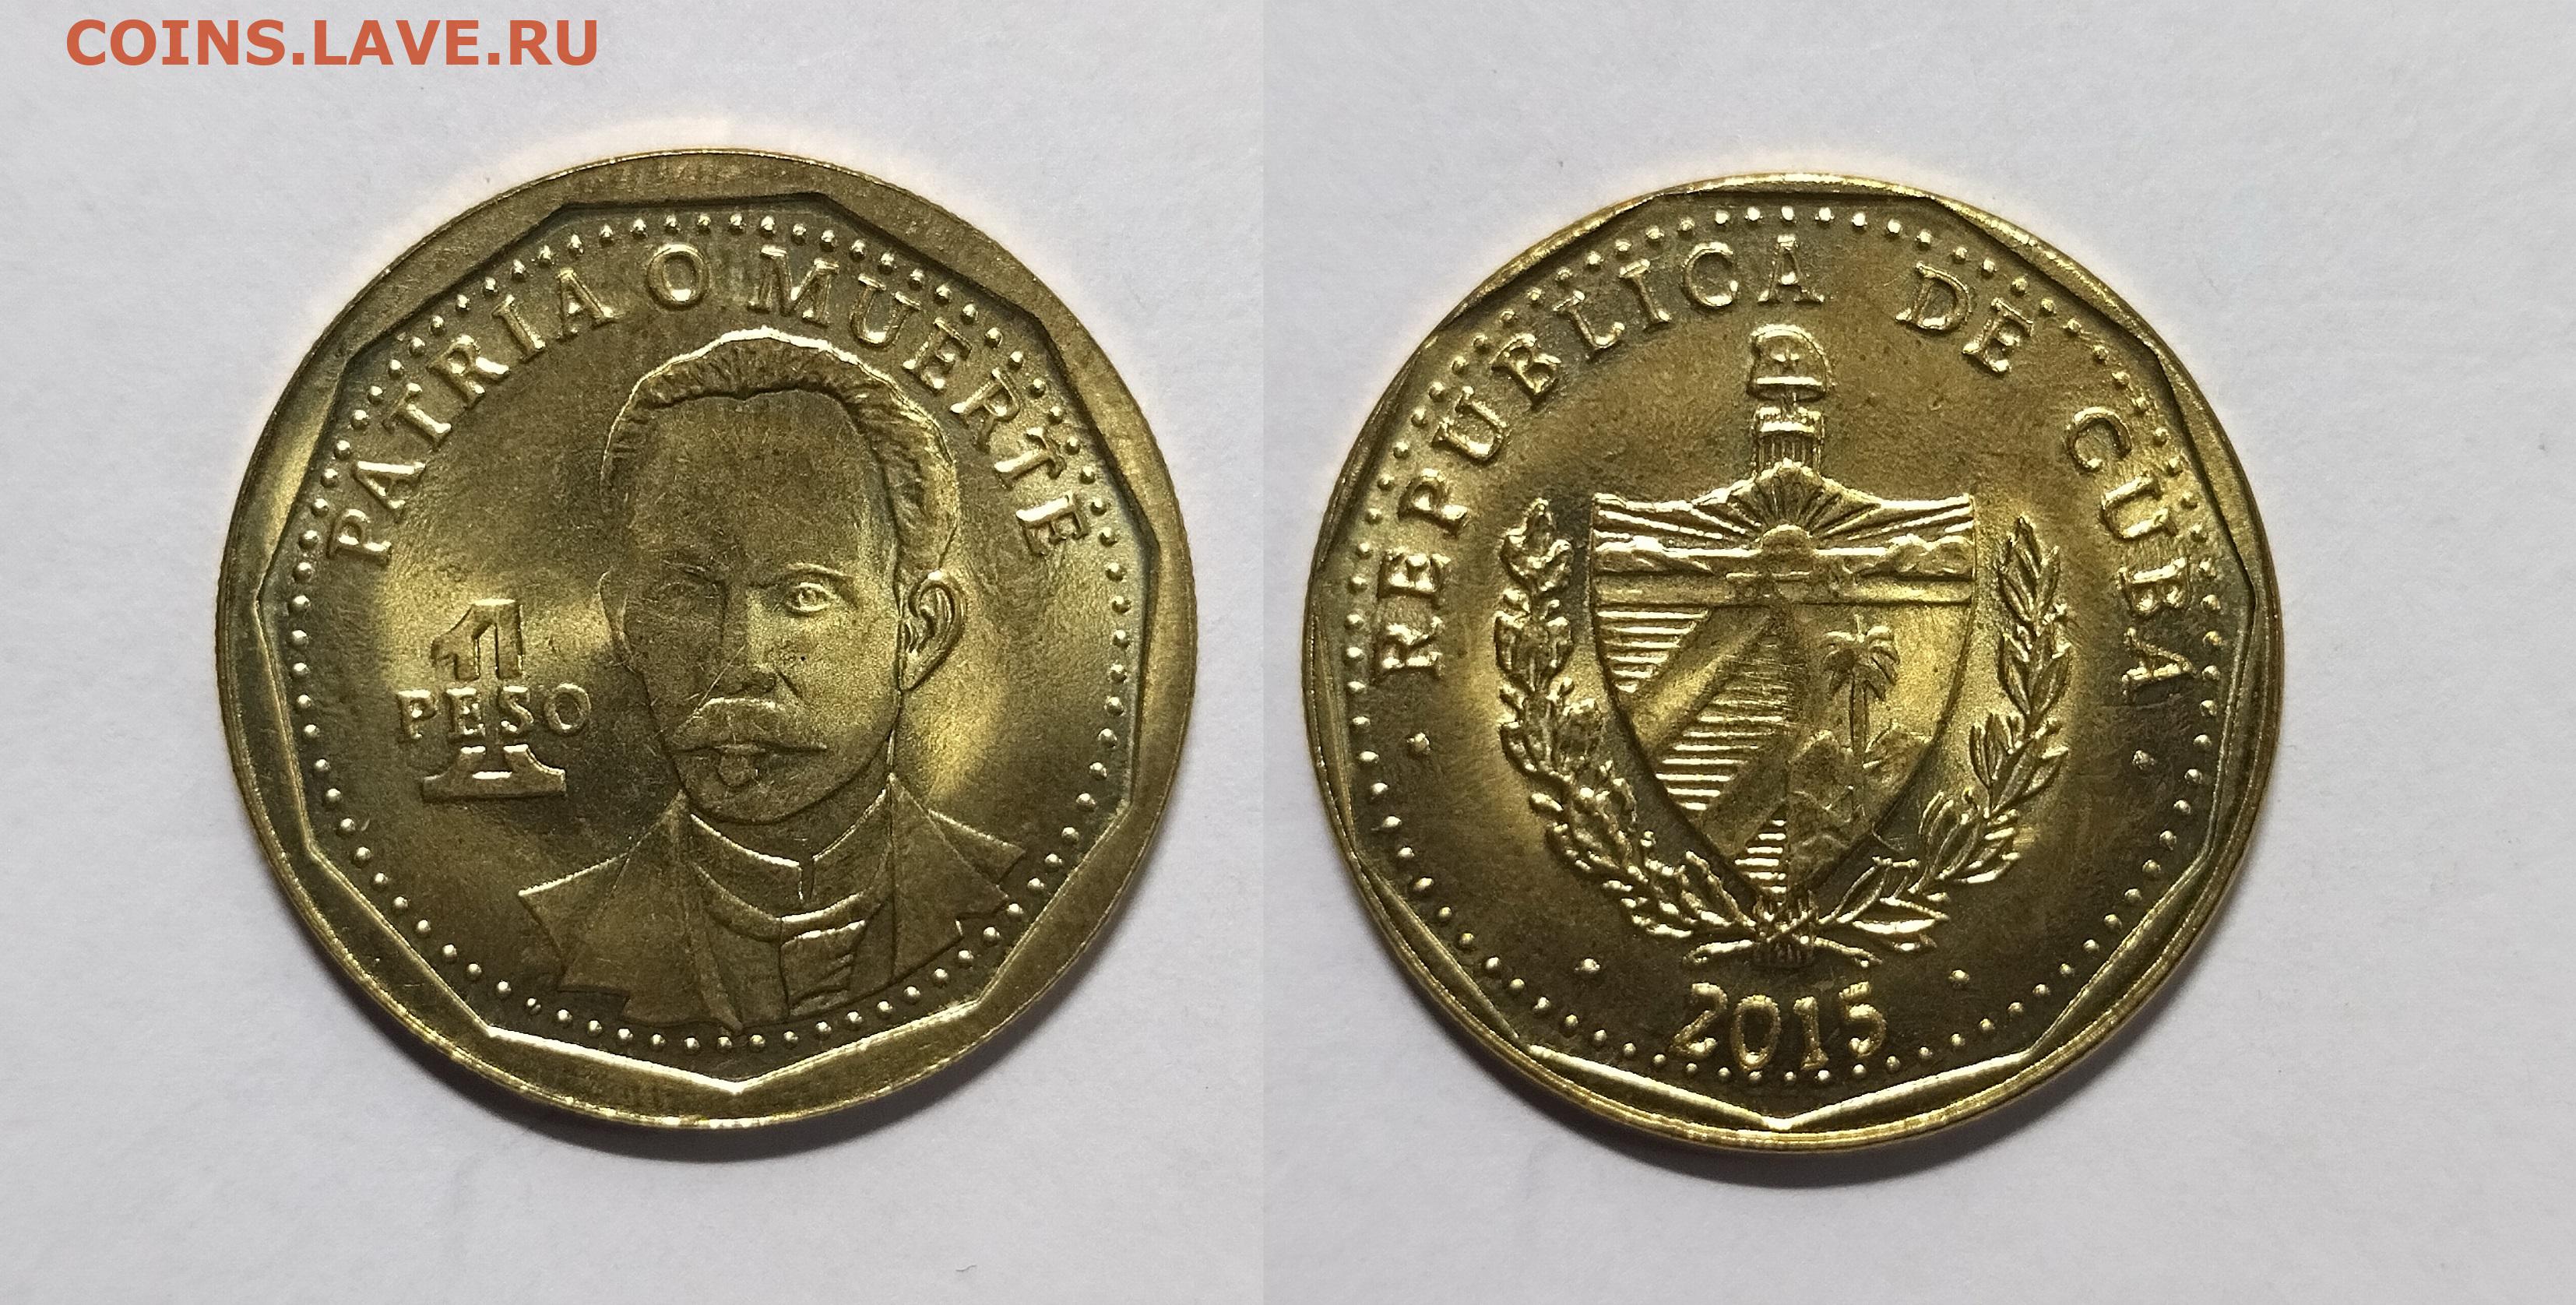 COINS.LAVE.RU
PATRIA O MUERTE
1
PESO
REPUBLICA DE CUBA
2015